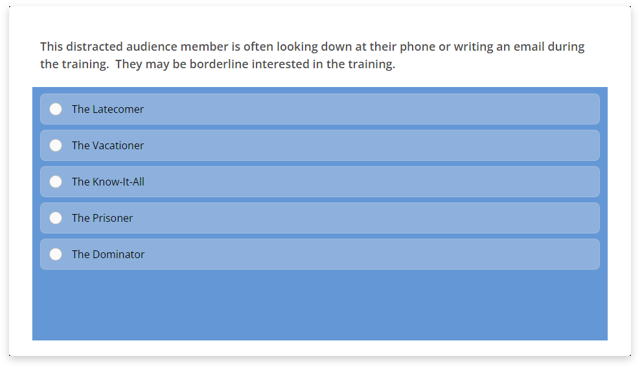 This distracted audience member is often looking down at their phone or writing an email during
the training.  They may be borderline interested in the training.
The Latecomer
The Vacationer
The Know-It-All
The Prisoner
The Dominator